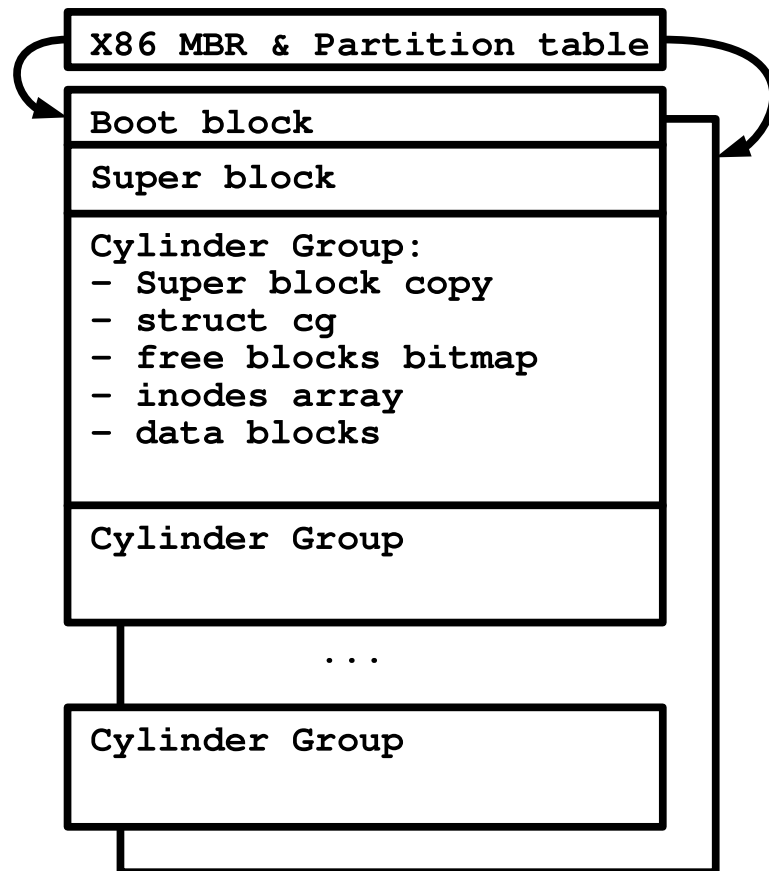 X86 MBR & Partition table
Boot block
Super block
Cylinder Group:
- Super block copy
- struct cg
- free blocks bitmap
- inodes array
- data blocks
Cylinder Group
...
Cylinder Group